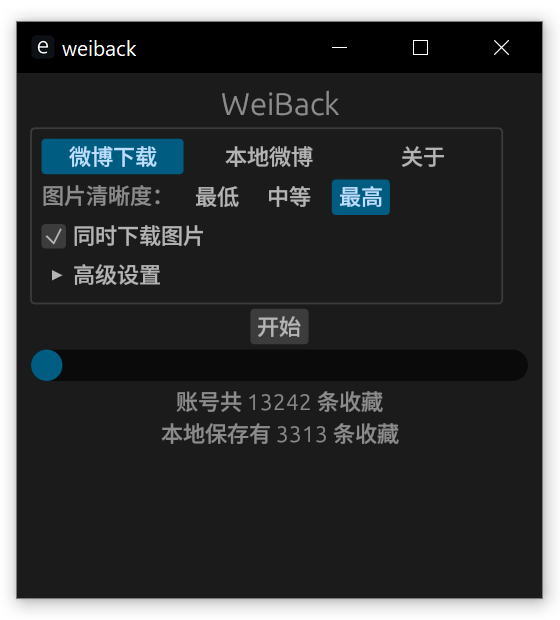 e weiback
WeiBack
微博下载 本地微博 关于
图片清晰度： 最低 中等 最高
同时下载图片
高级设置
开始
账号共 13242 条收藏
本地保存有 3313 条收藏